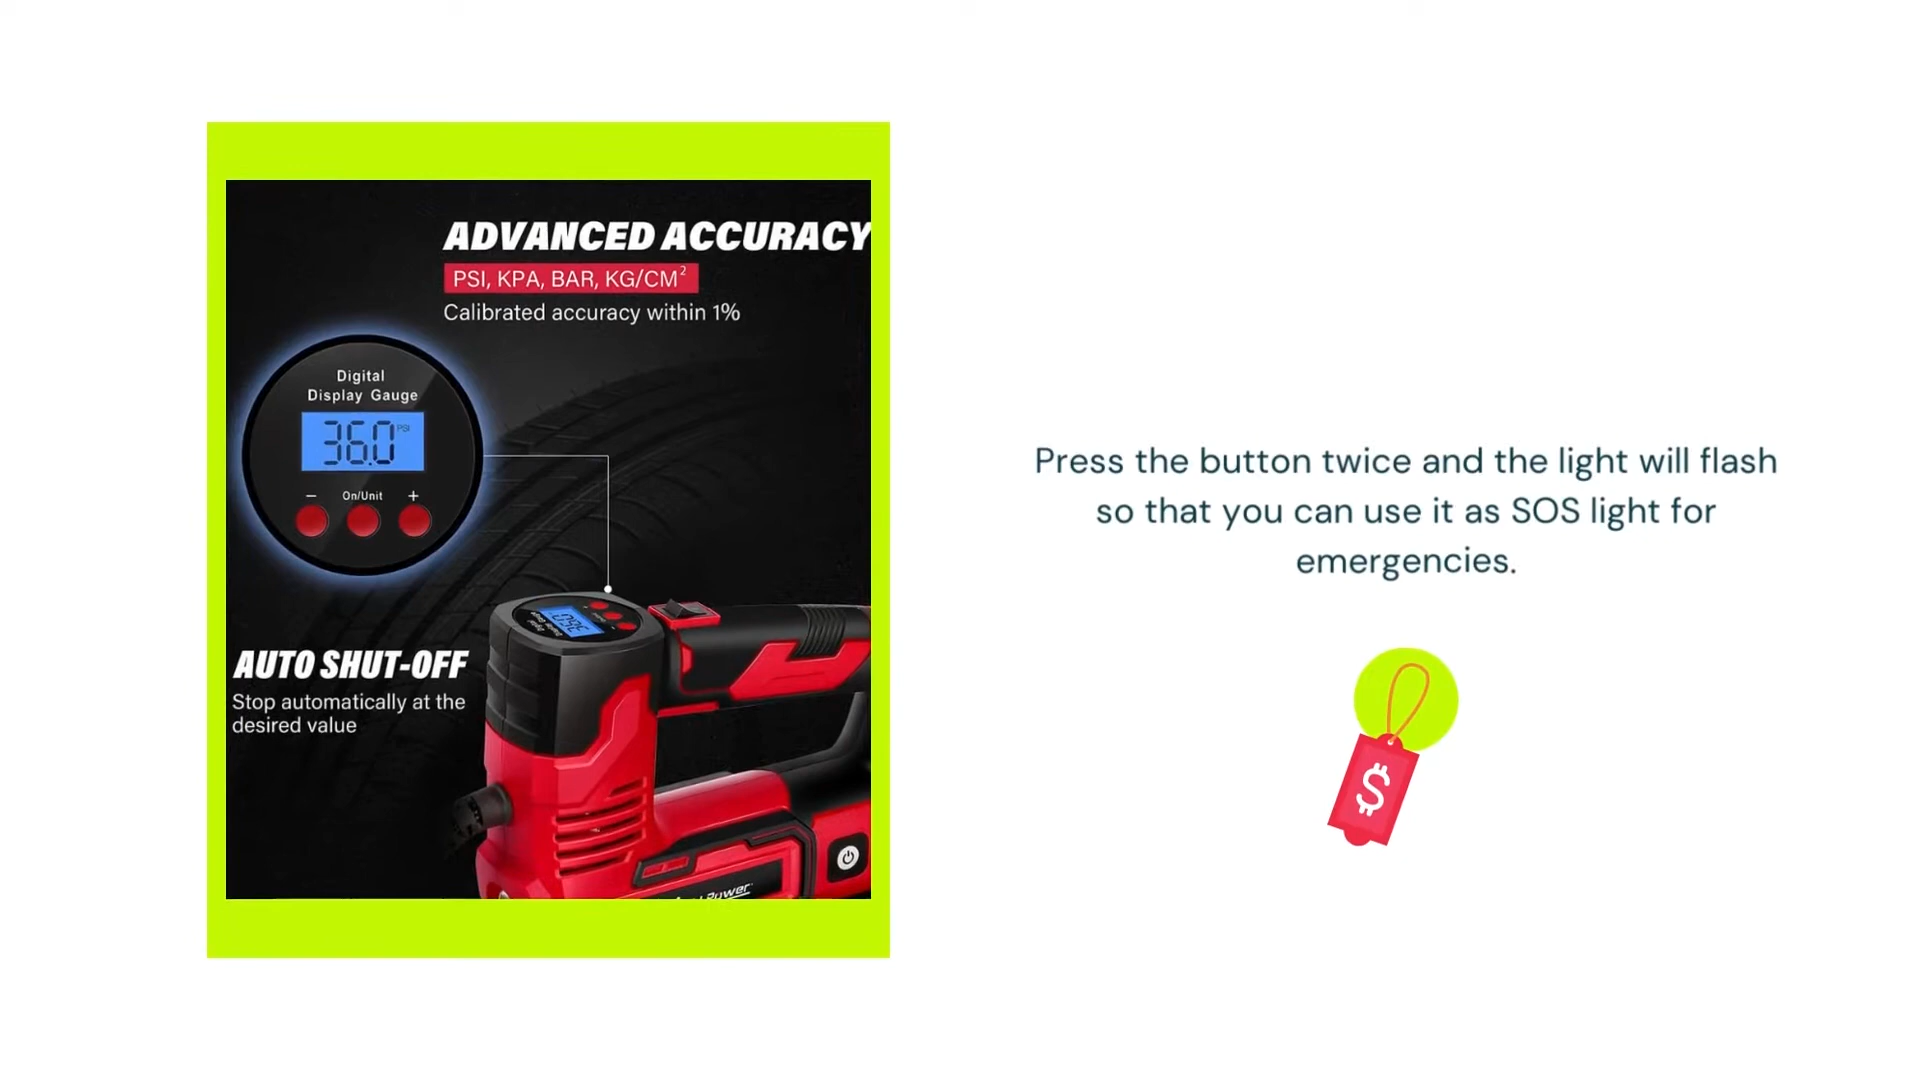 ADVANCED ACCURACY
PSI, KPA, BAR, KG/CM²
Calibrated accuracy within 1%
Digital
Display Gauge
36.0 PSI
− On/Unit +
AUTO SHUT-OFF
Stop automatically at the
desired value
Press the button twice and the light will flash
so that you can use it as SOS light for
emergencies.
$